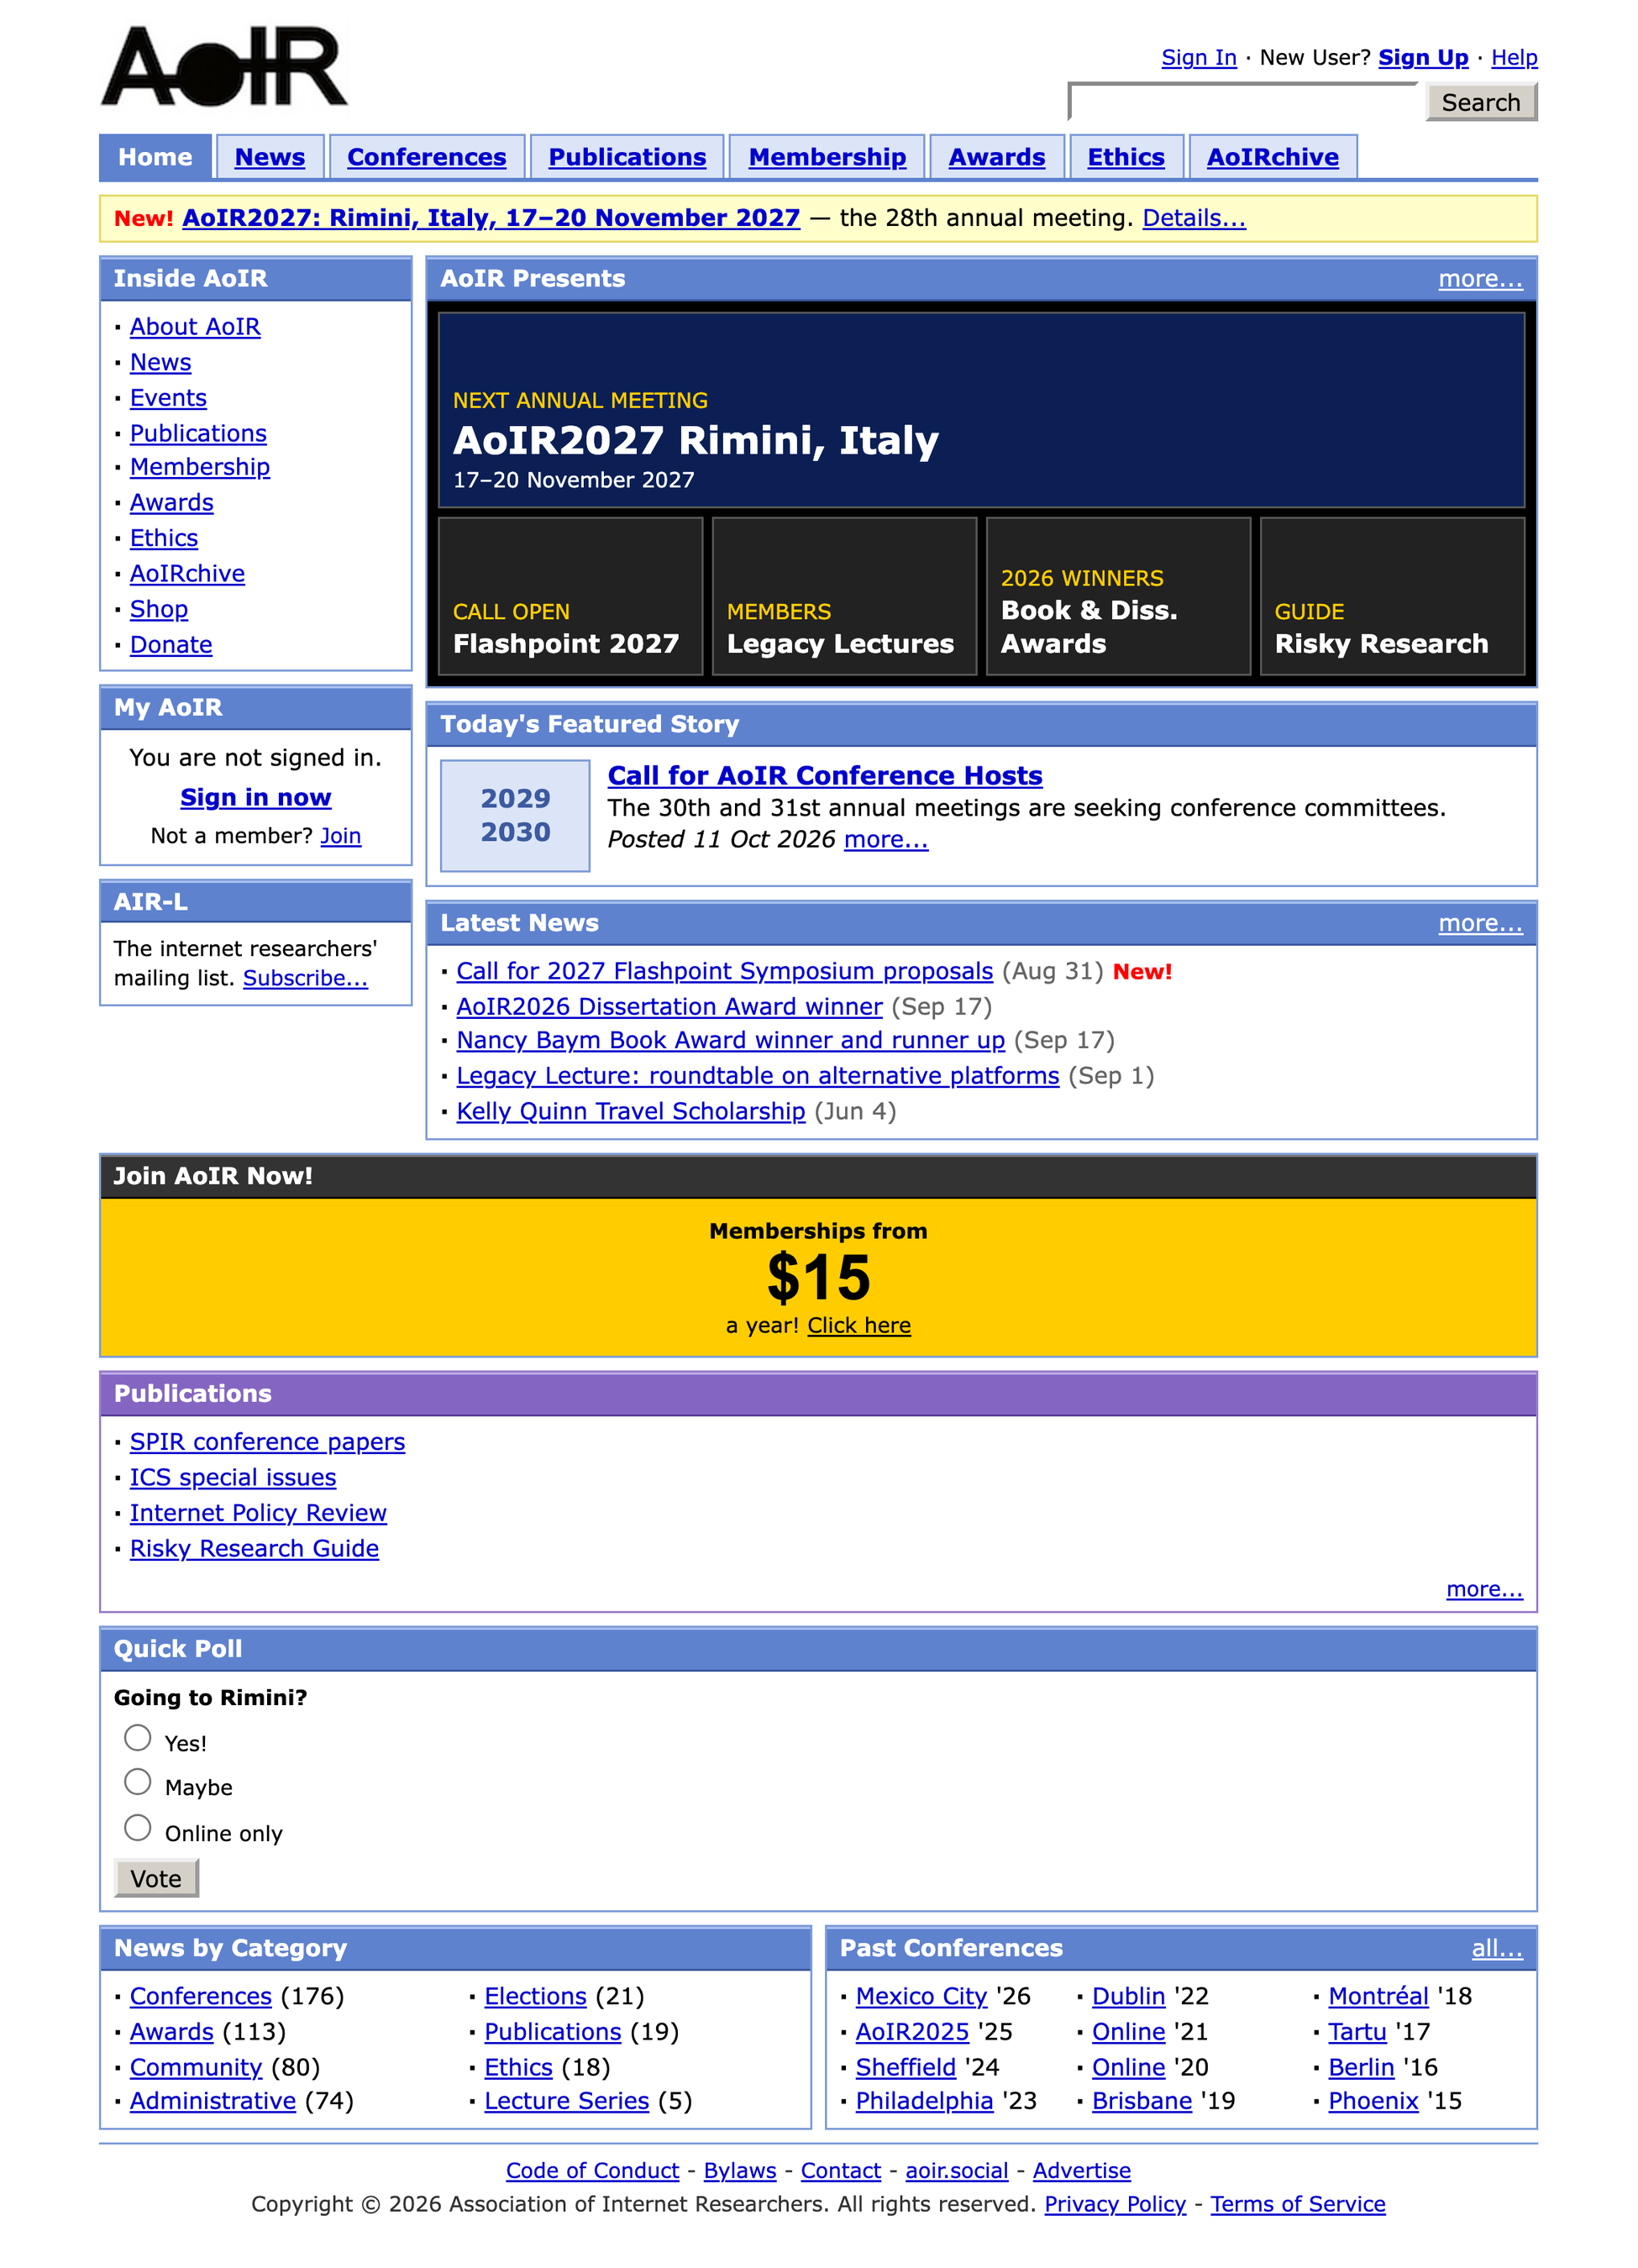 AoIR
Sign In · New User? Sign Up · Help
Search
Home
News
Conferences
Publications
Membership
Awards
Ethics
AoIRchive
New! AoIR2027: Rimini, Italy, 17–20 November 2027 — the 28th annual meeting. Details...
Inside AoIR
· About AoIR
· News
· Events
· Publications
· Membership
· Awards
· Ethics
· AoIRchive
· Shop
· Donate
My AoIR
You are not signed in.
Sign in now
Not a member? Join
AIR-L
The internet researchers'
mailing list. Subscribe...
AoIR Presents
more...
NEXT ANNUAL MEETING
AoIR2027 Rimini, Italy
17–20 November 2027
CALL OPEN
Flashpoint 2027
MEMBERS
Legacy Lectures
2026 WINNERS
Book & Diss.
Awards
GUIDE
Risky Research
Today's Featured Story
2029
2030
Call for AoIR Conference Hosts
The 30th and 31st annual meetings are seeking conference committees.
Posted 11 Oct 2026 more...
Latest News
more...
· Call for 2027 Flashpoint Symposium proposals (Aug 31) New!
· AoIR2026 Dissertation Award winner (Sep 17)
· Nancy Baym Book Award winner and runner up (Sep 17)
· Legacy Lecture: roundtable on alternative platforms (Sep 1)
· Kelly Quinn Travel Scholarship (Jun 4)
Join AoIR Now!
Memberships from
$15
a year! Click here
Publications
· SPIR conference papers
· ICS special issues
· Internet Policy Review
· Risky Research Guide
more...
Quick Poll
Going to Rimini?
Yes!
Maybe
Online only
Vote
News by Category
· Conferences (176)
· Awards (113)
· Community (80)
· Administrative (74)
· Elections (21)
· Publications (19)
· Ethics (18)
· Lecture Series (5)
Past Conferences
all...
· Mexico City '26
· AoIR2025 '25
· Sheffield '24
· Philadelphia '23
· Dublin '22
· Online '21
· Online '20
· Brisbane '19
· Montréal '18
· Tartu '17
· Berlin '16
· Phoenix '15
Code of Conduct - Bylaws - Contact - aoir.social - Advertise
Copyright © 2026 Association of Internet Researchers. All rights reserved. Privacy Policy - Terms of Service